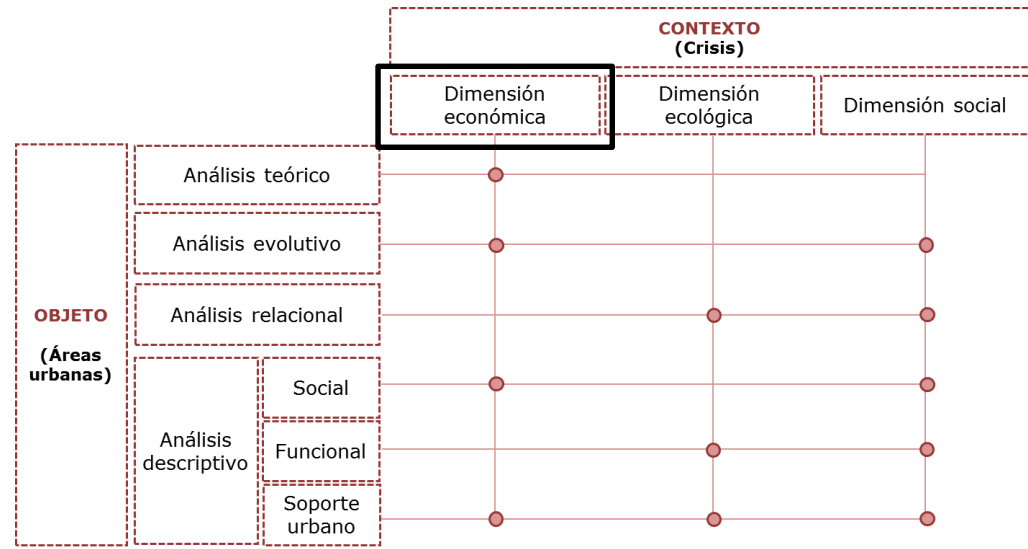 CONTEXTO
(Crisis)
Dimensión
económica
Dimensión
ecológica
Dimensión social
OBJETO
(Áreas
urbanas)
Análisis teórico
Análisis evolutivo
Análisis relacional
Análisis
descriptivo
Social
Funcional
Soporte
urbano